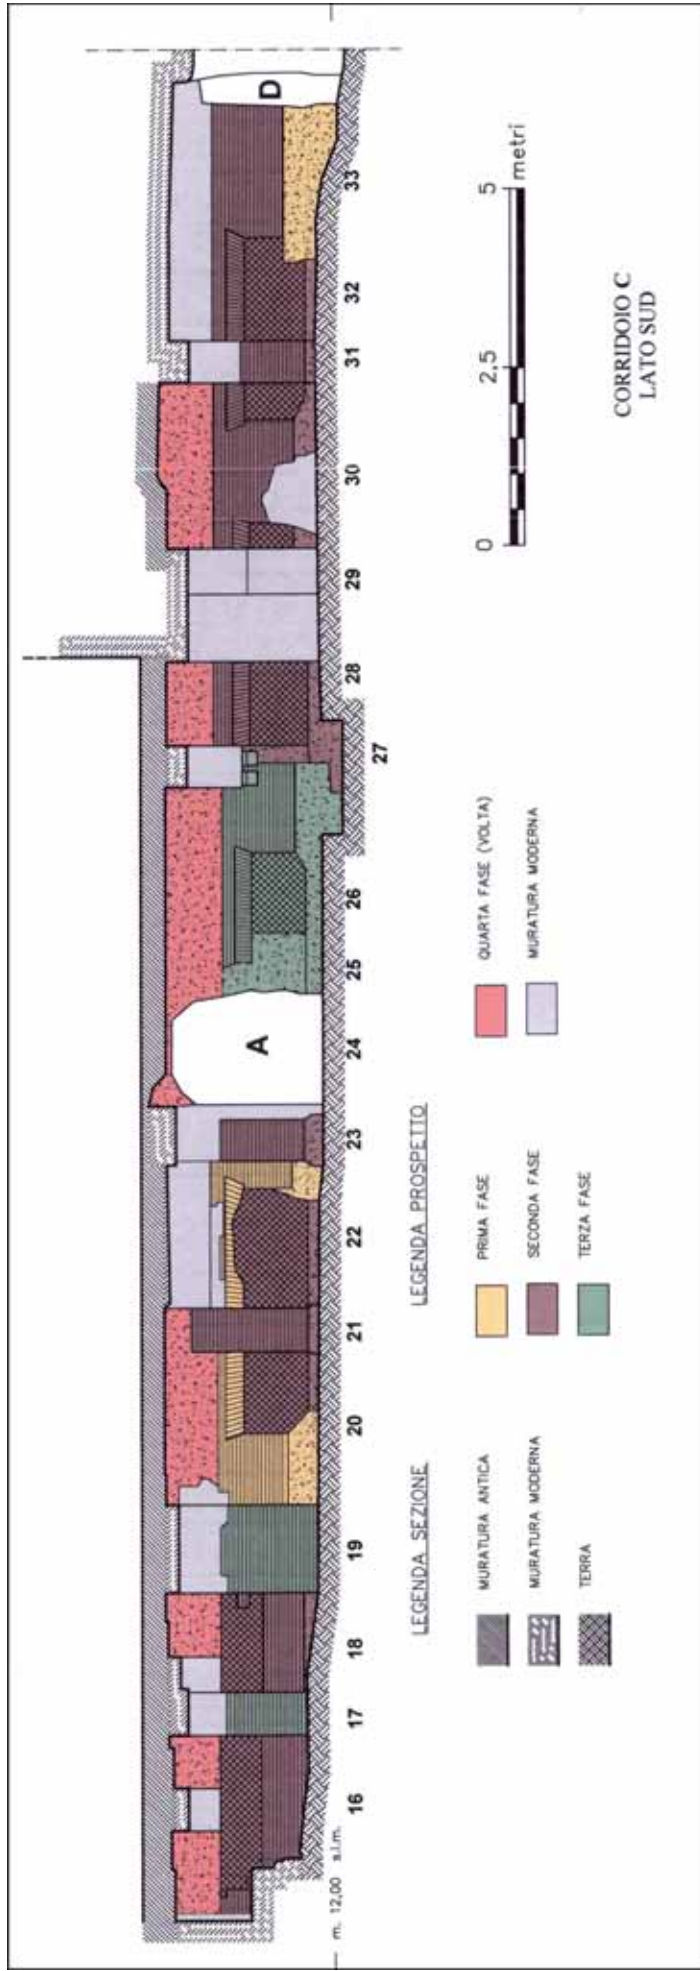 A
D
16
17
18
19
20
21
22
23
24
25
26
27
28
29
30
31
32
33
m. 12,00 s.l.m.
LEGENDA SEZIONE
MURATURA ANTICA
MURATURA MODERNA
TERRA
LEGENDA PROSPETTO
PRIMA FASE
SECONDA FASE
TERZA FASE
QUARTA FASE (VOLTA)
MURATURA MODERNA
0
2,5
5
metri
CORRIDOIO C
LATO SUD